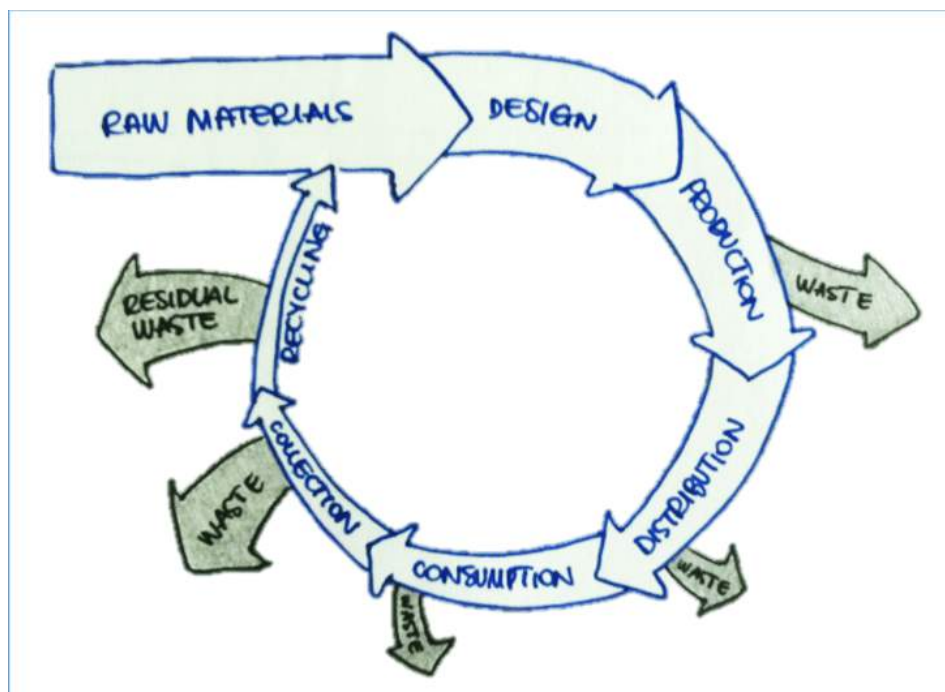 RAW MATERIALS
DESIGN
PRODUCTION
WASTE
DISTRIBUTION
WASTE
CONSUMPTION
WASTE
COLLECTION
WASTE
RECYCLING
RESIDUAL
WASTE